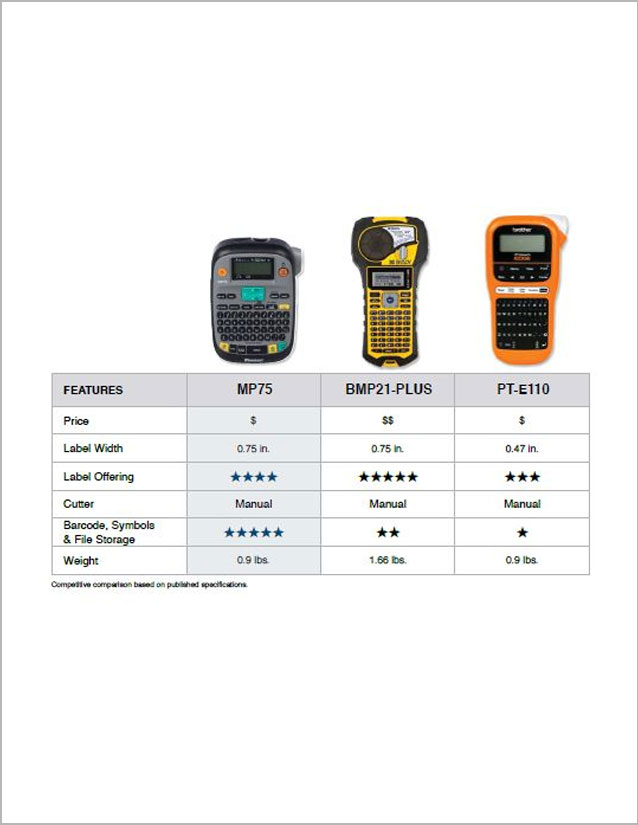 brother
BRADY
FEATURES MP75 BMP21-PLUS PT-E110
Price $ $$ $
Label Width 0.75 in. 0.75 in. 0.47 in.
Label Offering ★★★★ ★★★★★ ★★★
Cutter Manual Manual Manual
Barcode, Symbols
& File Storage ★★★★★ ★★ ★
Weight 0.9 lbs. 1.66 lbs. 0.9 lbs.
Competitive comparison based on published specifications.